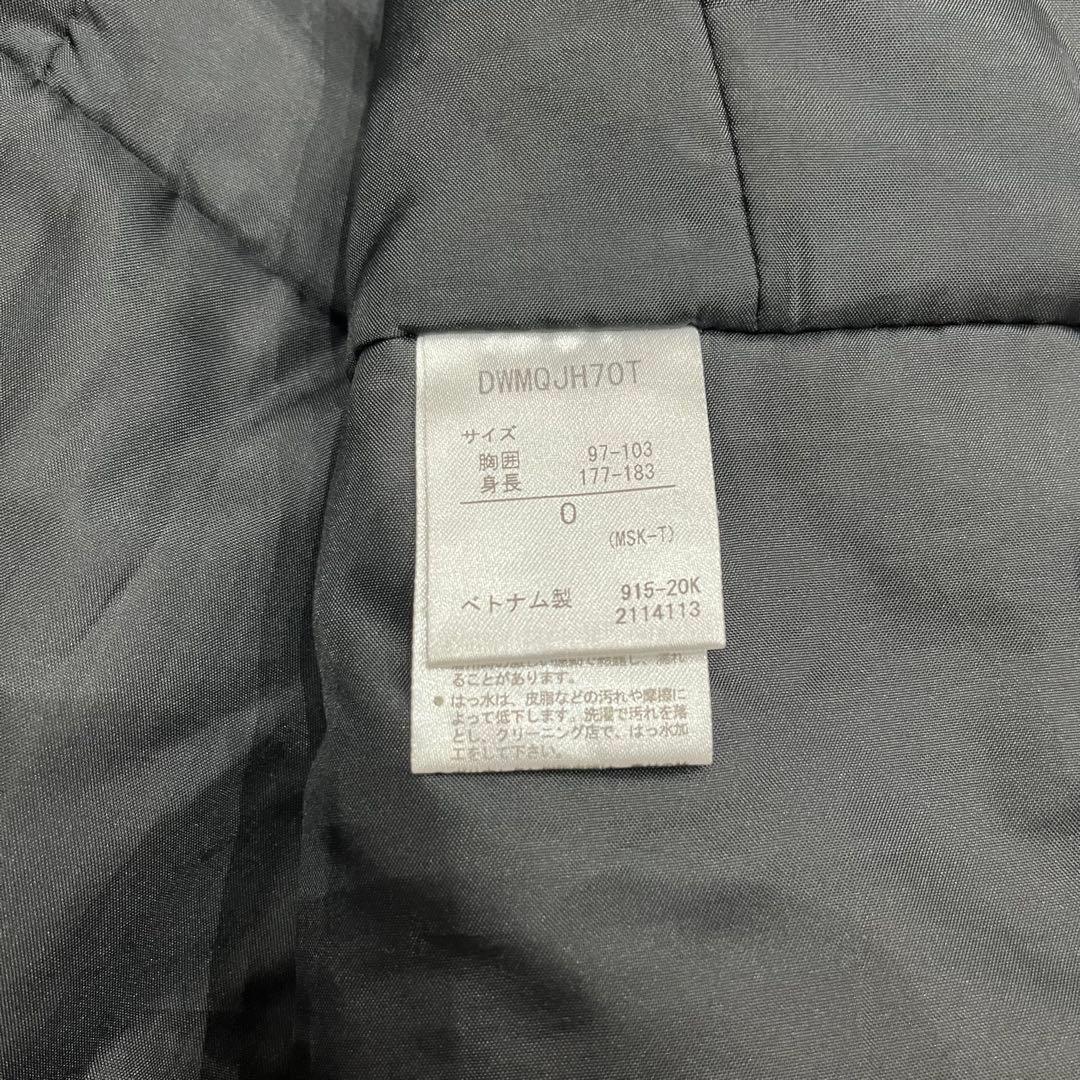 DWMQJH70T
サイズ
胸囲 97-103
身長 177-183
O
(MSK-T)
ベトナム製 915-20K
2114113
ることがあります。
● はっ水は、皮脂などの汚れや摩擦に
よって低下します。洗濯で汚れを落
とし、クリーニング店で、はっ水加
工をして下さい。